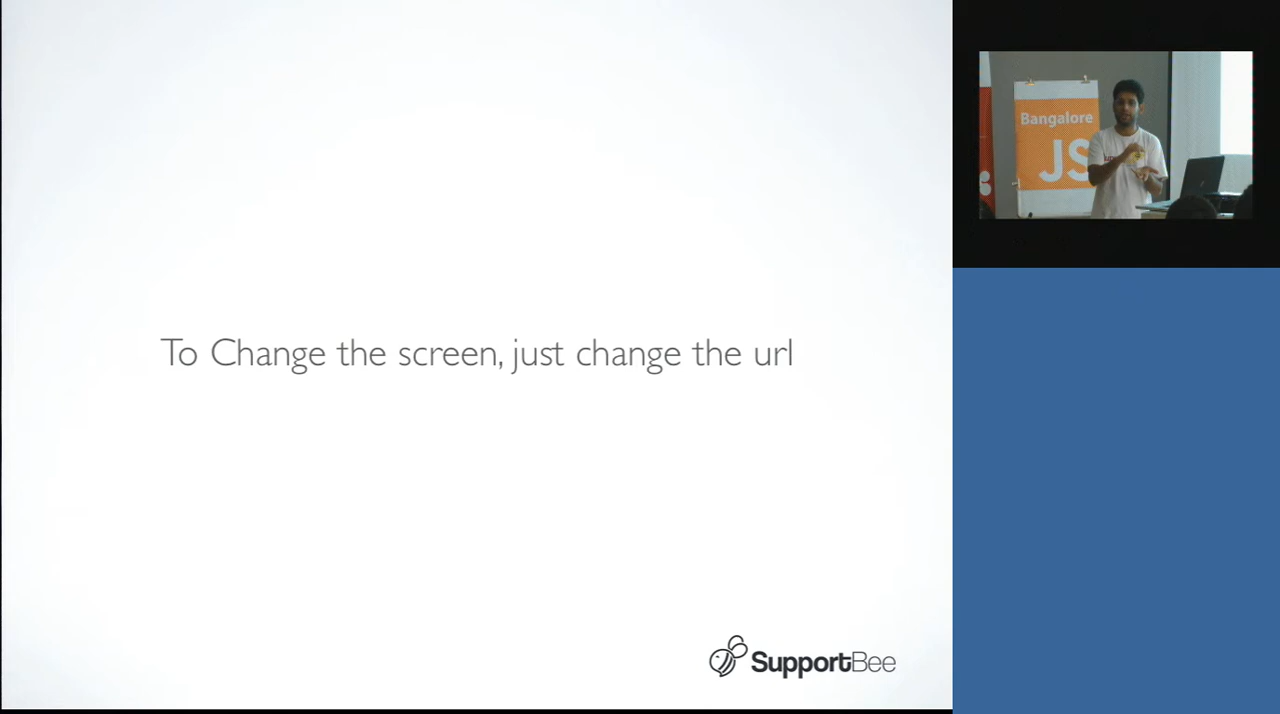 To Change the screen, just change the url
SupportBee
Bangalore
JS